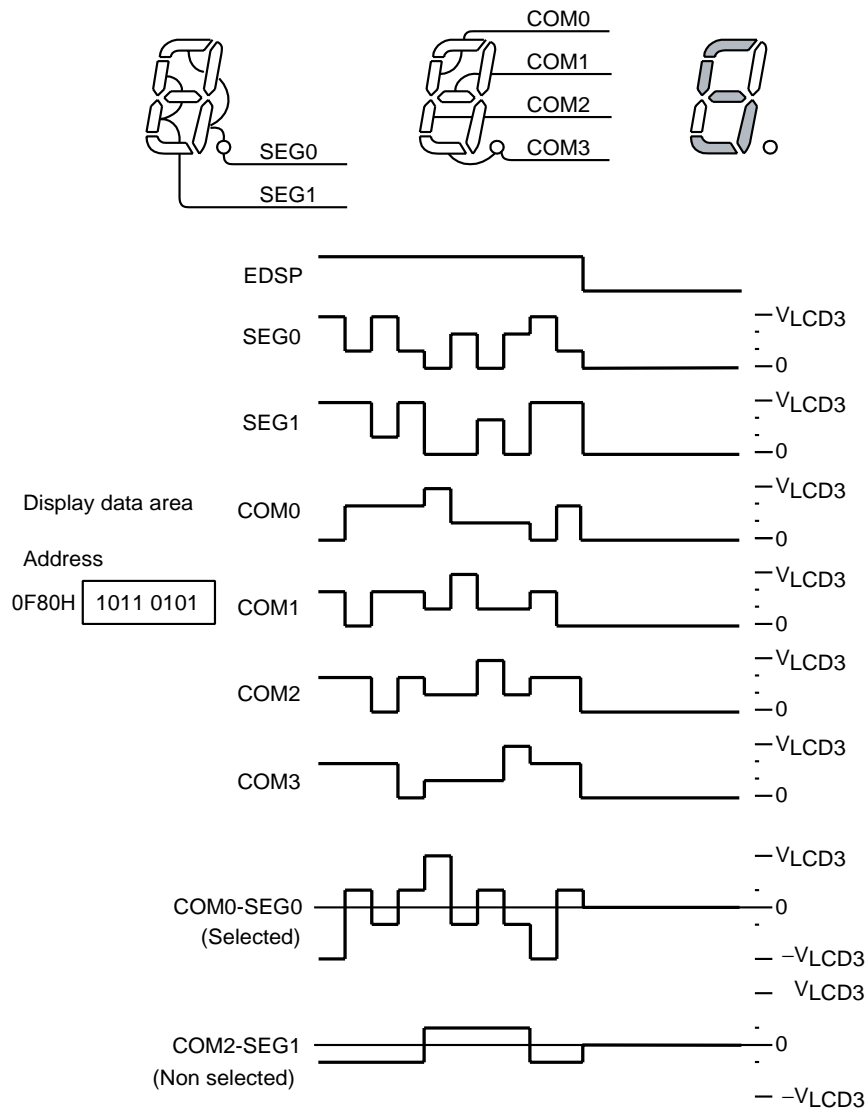 COM0
COM1
COM2
COM3
SEG0
SEG1
EDSP
SEG0
VLCD3
0
SEG1
VLCD3
0
Display data area
COM0
VLCD3
0
Address
0F80H 1011 0101
COM1
VLCD3
0
COM2
VLCD3
0
COM3
VLCD3
0
COM0-SEG0
(Selected)
VLCD3
0
−VLCD3
COM2-SEG1
(Non selected)
VLCD3
0
−VLCD3